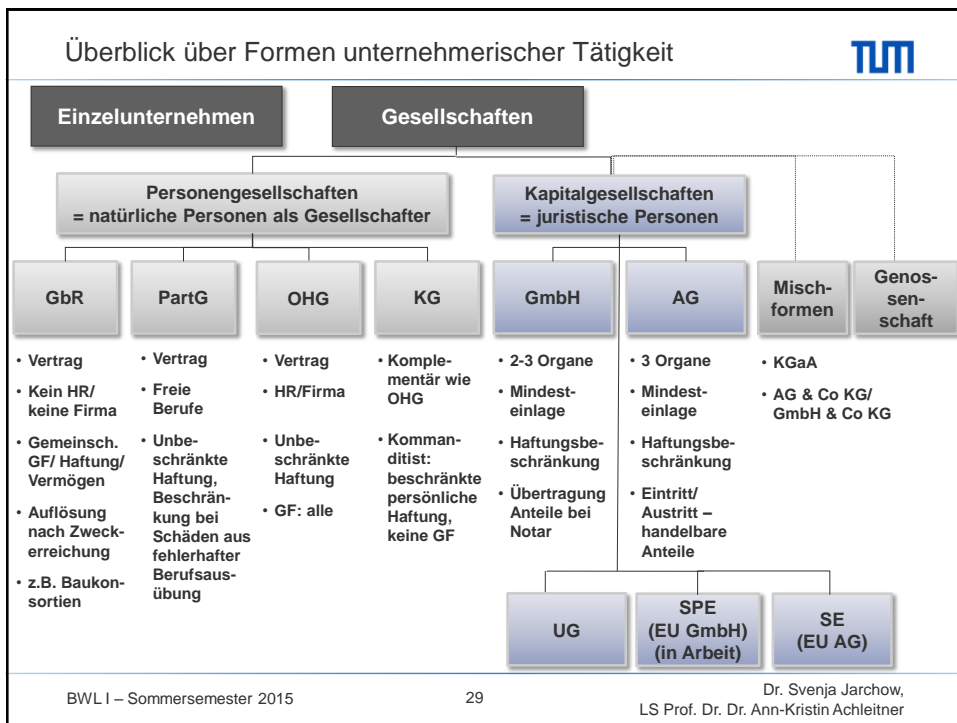 Überblick über Formen unternehmerischer Tätigkeit
TUM
Einzelunternehmen
Gesellschaften
Personengesellschaften
= natürliche Personen als Gesellschafter
Kapitalgesellschaften
= juristische Personen
GbR
PartG
OHG
KG
GmbH
AG
Misch-
formen
Genos-
sen-
schaft
• Vertrag
• Kein HR/
keine Firma
• Gemeinsch.
GF/ Haftung/
Vermögen
• Auflösung
nach Zweck-
erreichung
• z.B. Baukon-
sortien
• Vertrag
• Freie
Berufe
• Unbe-
schränkte
Haftung,
Beschrän-
kung bei
Schäden aus
fehlerhafter
Berufsaus-
übung
• Vertrag
• HR/Firma
• Unbe-
schränkte
Haftung
• GF: alle
• Komple-
mentär wie
OHG
• Komman-
ditist:
beschränkte
persönliche
Haftung,
keine GF
• 2-3 Organe
• Mindest-
einlage
• Haftungsbe-
schränkung
• Übertragung
Anteile bei
Notar
• 3 Organe
• Mindest-
einlage
• Haftungsbe-
schränkung
• Eintritt/
Austritt –
handelbare
Anteile
• KGaA
• AG & Co KG/
GmbH & Co KG
UG
SPE
(EU GmbH)
(in Arbeit)
SE
(EU AG)
BWL I – Sommersemester 2015
29
Dr. Svenja Jarchow,
LS Prof. Dr. Dr. Ann-Kristin Achleitner